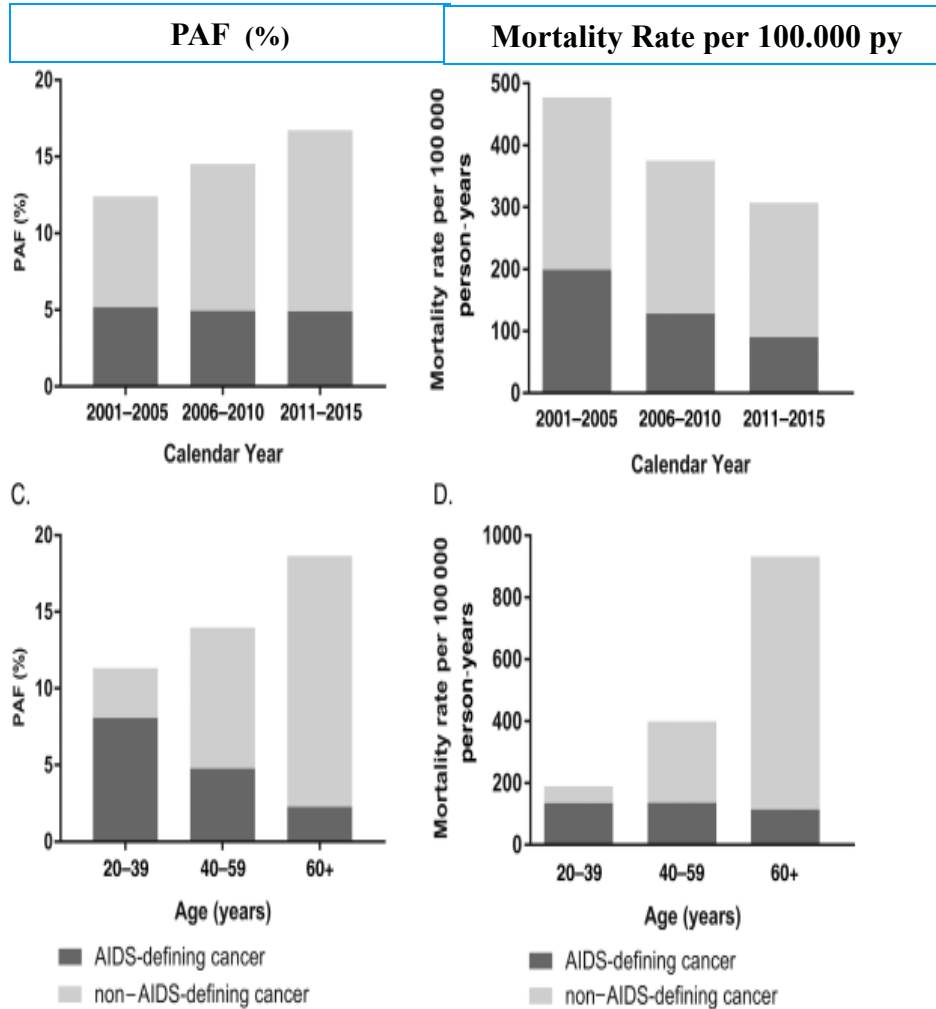 PAF (%)
Mortality Rate per 100.000 py
20
15
10
5
0
PAF (%)
2001–2005 2006–2010 2011–2015
Calendar Year
500
400
300
200
100
0
Mortality rate per 100 000
person-years
2001–2005 2006–2010 2011–2015
Calendar Year
C.
20
15
10
5
0
PAF (%)
20–39 40–59 60+
Age (years)
AIDS-defining cancer
non–AIDS-defining cancer
D.
1000
800
600
400
200
0
Mortality rate per 100 000
person-years
20–39 40–59 60+
Age (years)
AIDS-defining cancer
non–AIDS-defining cancer